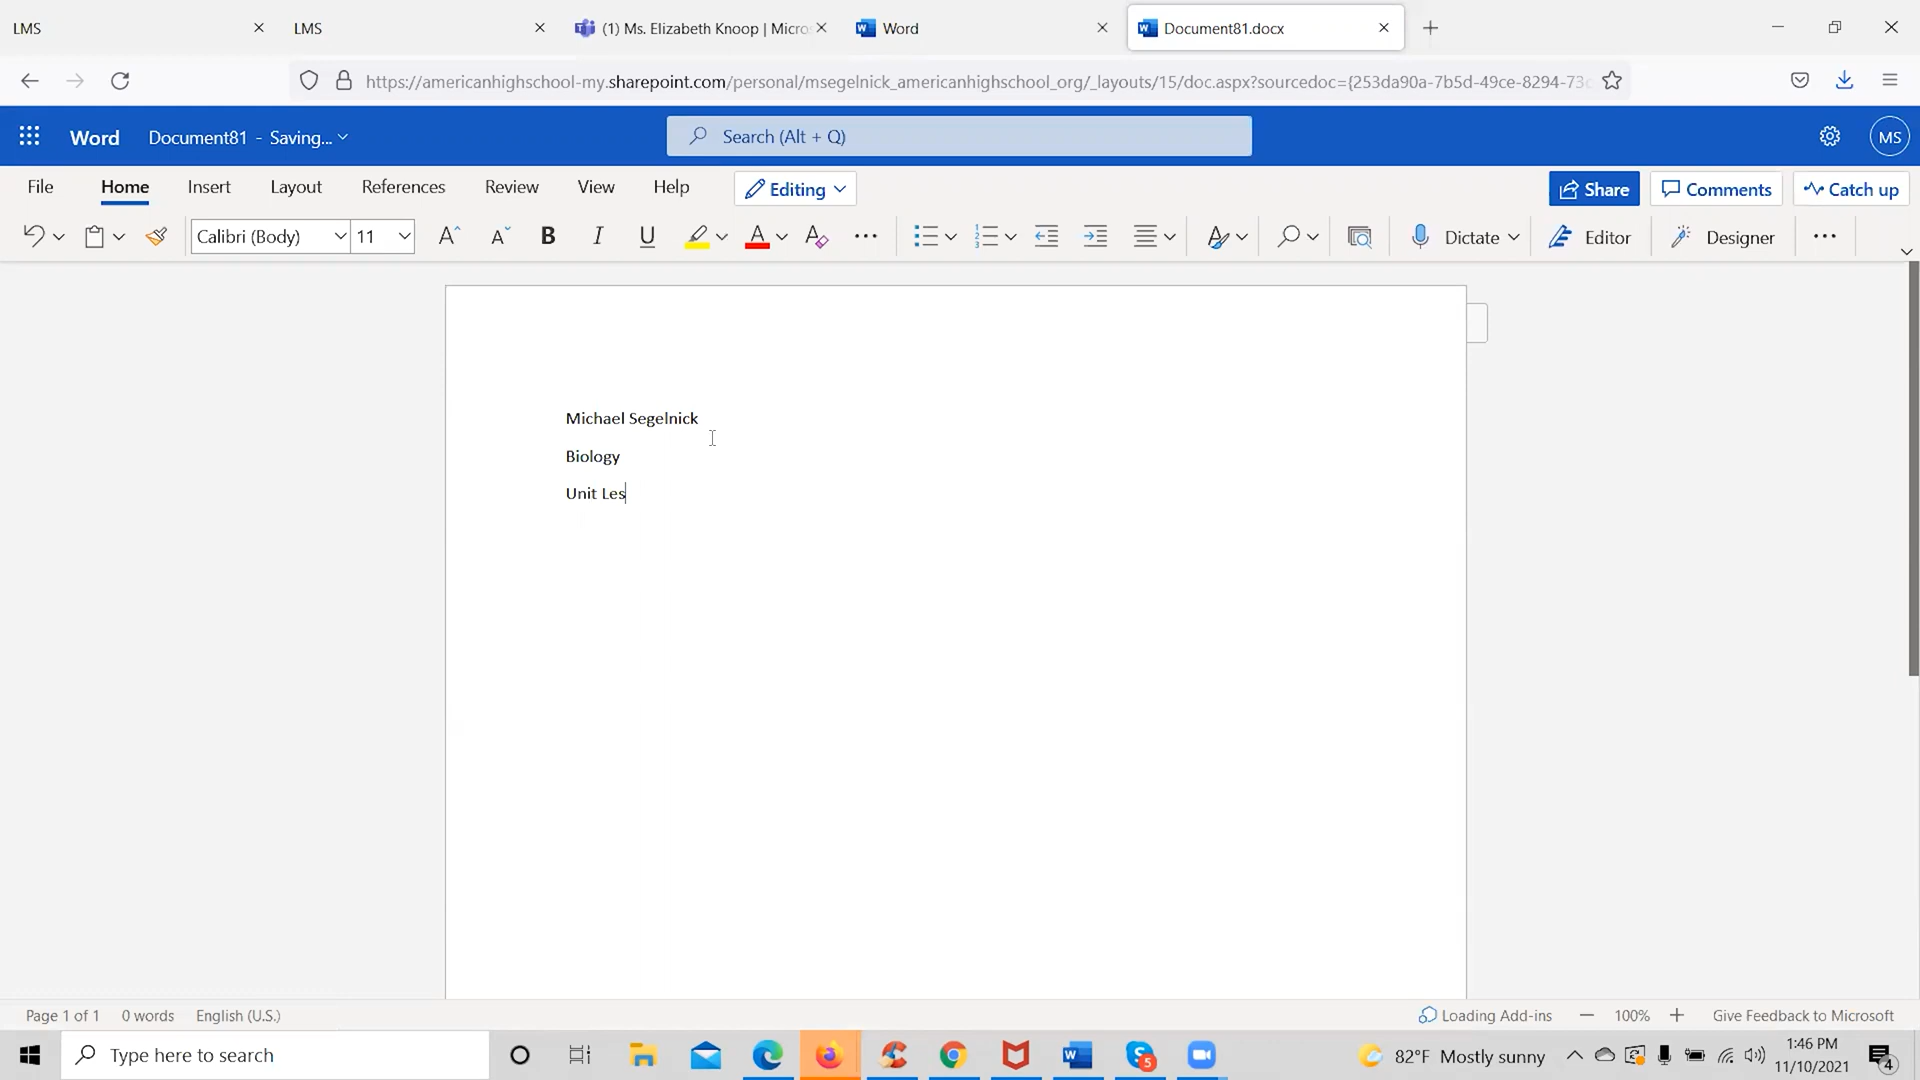 LMS
LMS
(1) Ms. Elizabeth Knoop | Micro
Word
Document81.docx
https://americanhighschool-my.sharepoint.com/personal/msegelnick_americanhighschool_org/_layouts/15/doc.aspx?sourcedoc={253da90a-7b5d-49ce-8294-73c
Word
Document81 - Saving...
Search (Alt + Q)
MS
File
Home
Insert
Layout
References
Review
View
Help
Editing
Share
Comments
Catch up
Calibri (Body)
11
Dictate
Editor
Designer
Michael Segelnick
Biology
Unit Les
Page 1 of 1
0 words
English (U.S.)
Loading Add-ins
100%
Give Feedback to Microsoft
Type here to search
5
82°F Mostly sunny
1:46 PM
11/10/2021
4